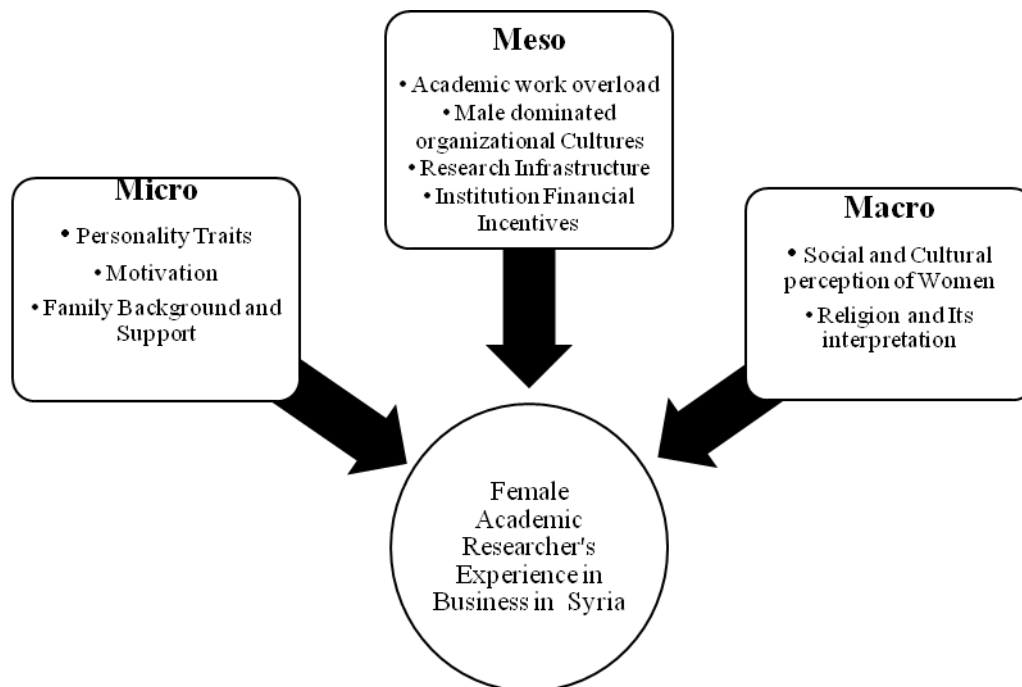 Micro
• Personality Traits
• Motivation
• Family Background and
Support
Meso
• Academic work overload
• Male dominated
organizational Cultures
• Research Infrastructure
• Institution Financial
Incentives
Macro
• Social and Cultural
perception of Women
• Religion and Its
interpretation
Female
Academic
Researcher's
Experience in
Business in Syria